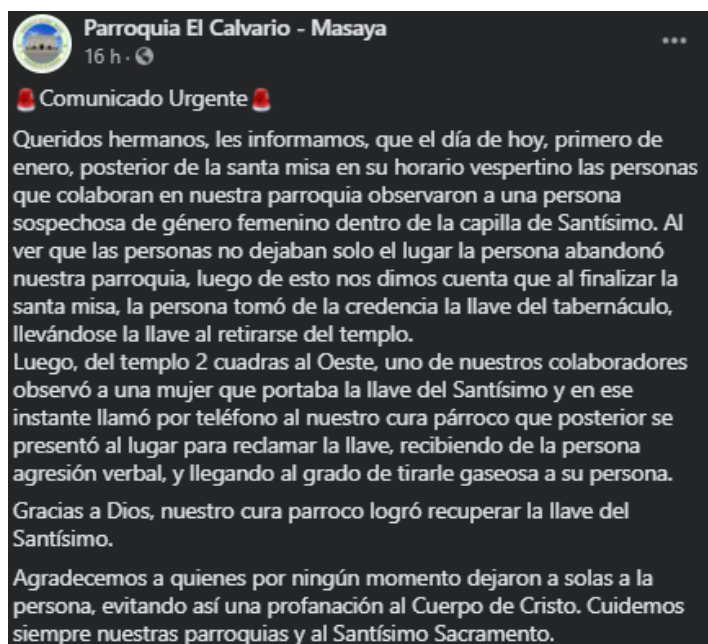 Parroquia El Calvario - Masaya
16 h ·
🚨Comunicado Urgente🚨
Queridos hermanos, les informamos, que el día de hoy, primero de
enero, posterior de la santa misa en su horario vespertino las personas
que colaboran en nuestra parroquia observaron a una persona
sospechosa de género femenino dentro de la capilla de Santísimo. Al
ver que las personas no dejaban solo el lugar la persona abandonó
nuestra parroquia, luego de esto nos dimos cuenta que al finalizar la
santa misa, la persona tomó de la credencia la llave del tabernáculo,
llevándose la llave al retirarse del templo.
Luego, del templo 2 cuadras al Oeste, uno de nuestros colaboradores
observó a una mujer que portaba la llave del Santísimo y en ese
instante llamó por teléfono al nuestro cura párroco que posterior se
presentó al lugar para reclamar la llave, recibiendo de la persona
agresión verbal, y llegando al grado de tirarle gaseosa a su persona.
Gracias a Dios, nuestro cura parroco logró recuperar la llave del
Santísimo.
Agradecemos a quienes por ningún momento dejaron a solas a la
persona, evitando así una profanación al Cuerpo de Cristo. Cuidemos
siempre nuestras parroquias y al Santísimo Sacramento.